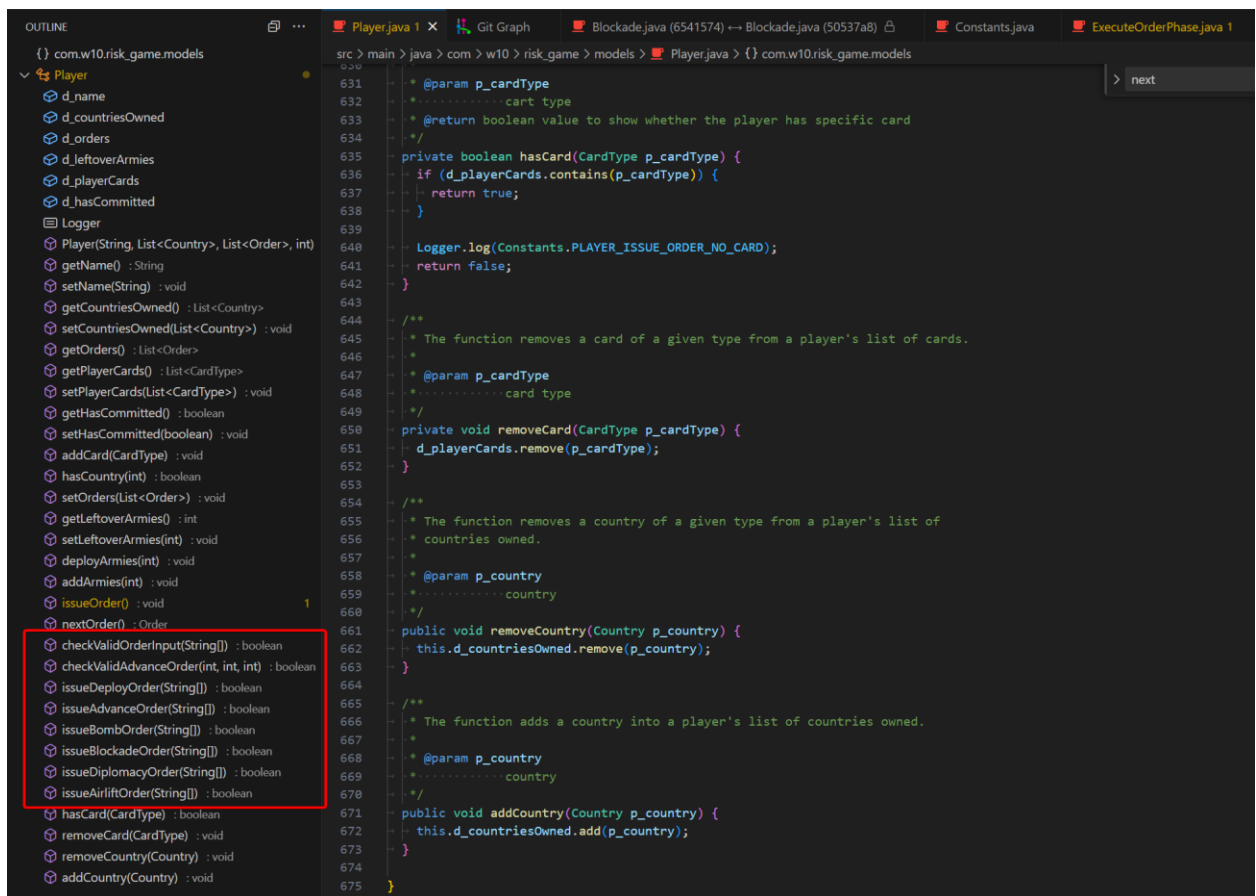 OUTLINE
{} com.w10.risk_game.models
Player
d_name
d_countriesOwned
d_orders
d_leftoverArmies
d_playerCards
d_hasCommitted
Logger
Player(String, List<Country>, List<Order>, int)
getName() : String
setName(String) : void
getCountriesOwned() : List<Country>
setCountriesOwned(List<Country>) : void
getOrders() : List<Order>
getPlayerCards() : List<CardType>
setPlayerCards(List<CardType>) : void
getHasCommitted() : boolean
setHasCommitted(boolean) : void
addCard(CardType) : void
hasCountry(int) : boolean
setOrders(List<Order>) : void
getLeftoverArmies() : int
setLeftoverArmies(int) : void
deployArmies(int) : void
addArmies(int) : void
issueOrder() : void 1
nextOrder() : Order
checkValidOrderInput(String[]) : boolean
checkValidAdvanceOrder(int, int, int) : boolean
issueDeployOrder(String[]) : boolean
issueAdvanceOrder(String[]) : boolean
issueBombOrder(String[]) : boolean
issueBlockadeOrder(String[]) : boolean
issueDiplomacyOrder(String[]) : boolean
issueAirliftOrder(String[]) : boolean
hasCard(CardType) : boolean
removeCard(CardType) : void
removeCountry(Country) : void
addCountry(Country) : void
Player.java 1 Git Graph Blockade.java (6541574) ↔ Blockade.java (50537a8) Constants.java ExecuteOrderPhase.java 1
src > main > java > com > w10 > risk_game > models > Player.java > {} com.w10.risk_game.models
> next
630
631 * @param p_cardType
632 * cart type
633 * @return boolean value to show whether the player has specific card
634 */
635 private boolean hasCard(CardType p_cardType) {
636 if (d_playerCards.contains(p_cardType)) {
637 return true;
638 }
639
640 Logger.log(Constants.PLAYER_ISSUE_ORDER_NO_CARD);
641 return false;
642 }
643
644 /**
645 * The function removes a card of a given type from a player's list of cards.
646 *
647 * @param p_cardType
648 * card type
649 */
650 private void removeCard(CardType p_cardType) {
651 d_playerCards.remove(p_cardType);
652 }
653
654 /**
655 * The function removes a country of a given type from a player's list of
656 * countries owned.
657 *
658 * @param p_country
659 * country
660 */
661 public void removeCountry(Country p_country) {
662 this.d_countriesOwned.remove(p_country);
663 }
664
665 /**
666 * The function adds a country into a player's list of countries owned.
667 *
668 * @param p_country
669 * country
670 */
671 public void addCountry(Country p_country) {
672 this.d_countriesOwned.add(p_country);
673 }
674
675 }